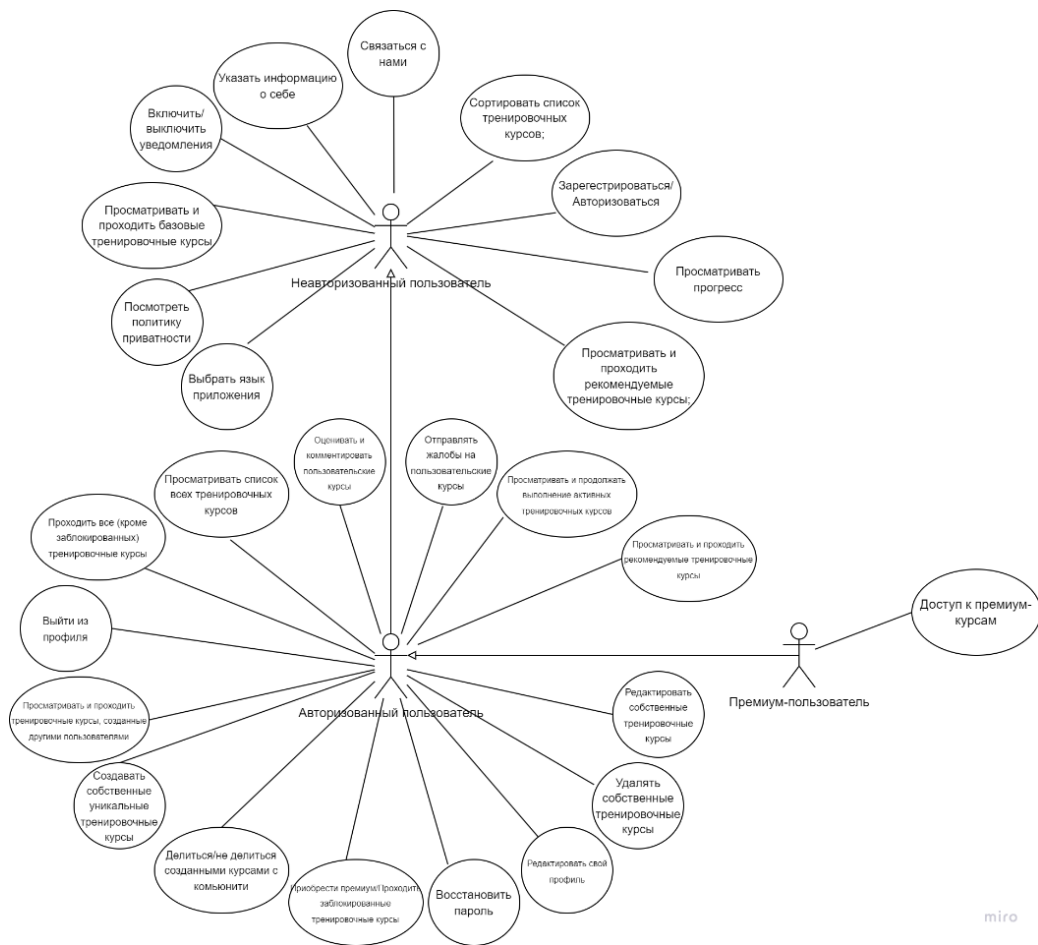 Связаться с
нами
Указать информацию
о себе
Включить/
выключить
уведомления
Сортировать список
тренировочных
курсов;
Зарегестрироваться/
Авторизоваться
Просматривать и
проходить базовые
тренировочные курсы
Просматривать
прогресс
Неавторизованный пользователь
Посмотреть
политику
приватности
Выбрать язык
приложения
Просматривать и
проходить
рекомендуемые
тренировочные курсы;
Оценивать и
комментировать
пользовательские
курсы
Отправлять
жалобы на
пользовательские
курсы
Просматривать список
всех тренировочных
курсов
Просматривать и продолжать
выполнение активных
тренировочных курсов
Проходить все (кроме
заблокированных)
тренировочные курсы
Просматривать и проходить
рекомендуемые тренировочные
курсы
Доступ к премиум-
курсам
Выйти из
профиля
Авторизованный пользователь
Премиум-пользователь
Просматривать и проходить
тренировочные курсы, созданные
другими пользователями
Редактировать
собственные
тренировочные
курсы
Создавать
собственные
уникальные
тренировочные
курсы
Удалять
собственные
тренировочные
курсы
Делиться/не делиться
созданными курсами с
комьюнити
Приобрести премиум/Проходить
заблокированные
тренировочные курсы
Восстановить
пароль
Редактировать свой
профиль
miro